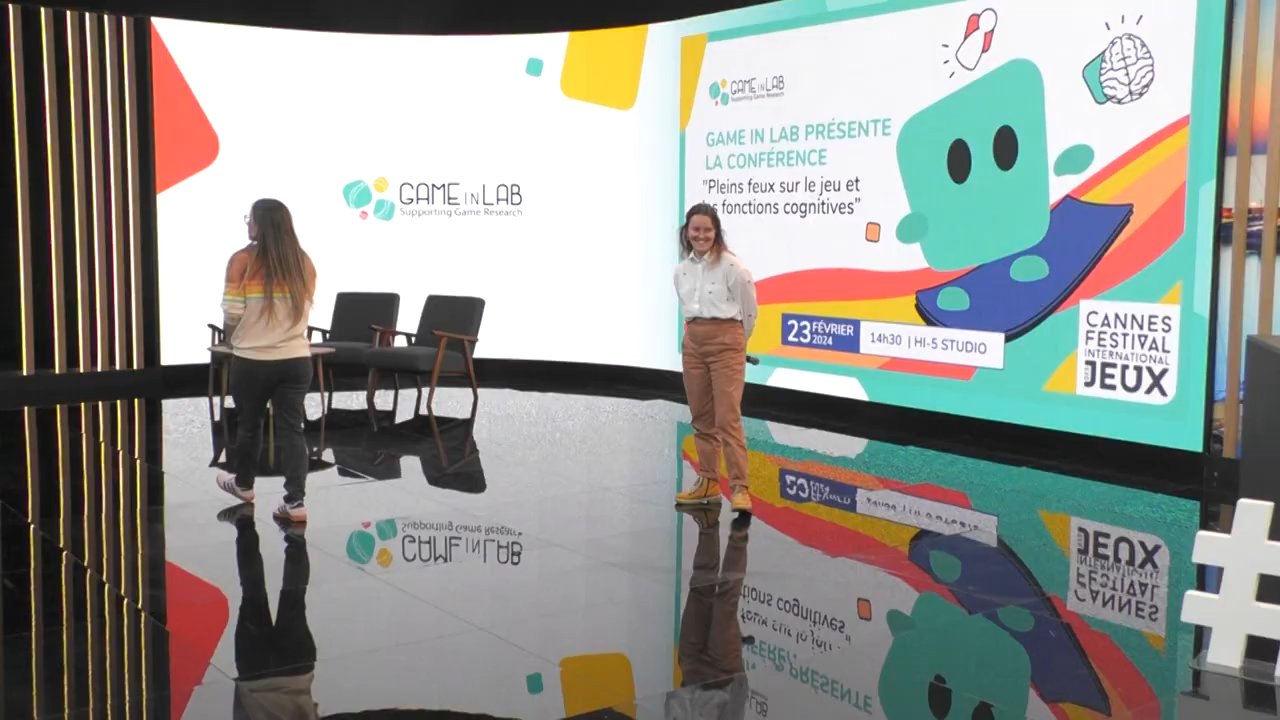 GAME IN LAB
Supporting Game Research
GAME IN LAB
Supporting Game Research
GAME IN LAB PRÉSENTE
LA CONFÉRENCE
"Pleins feux sur le jeu et
fonctions cognitives"
23 FÉVRIER 2024
14h30 | HI-5 STUDIO
CANNES
FESTIVAL
INTERNATIONAL
DES JEUX
#